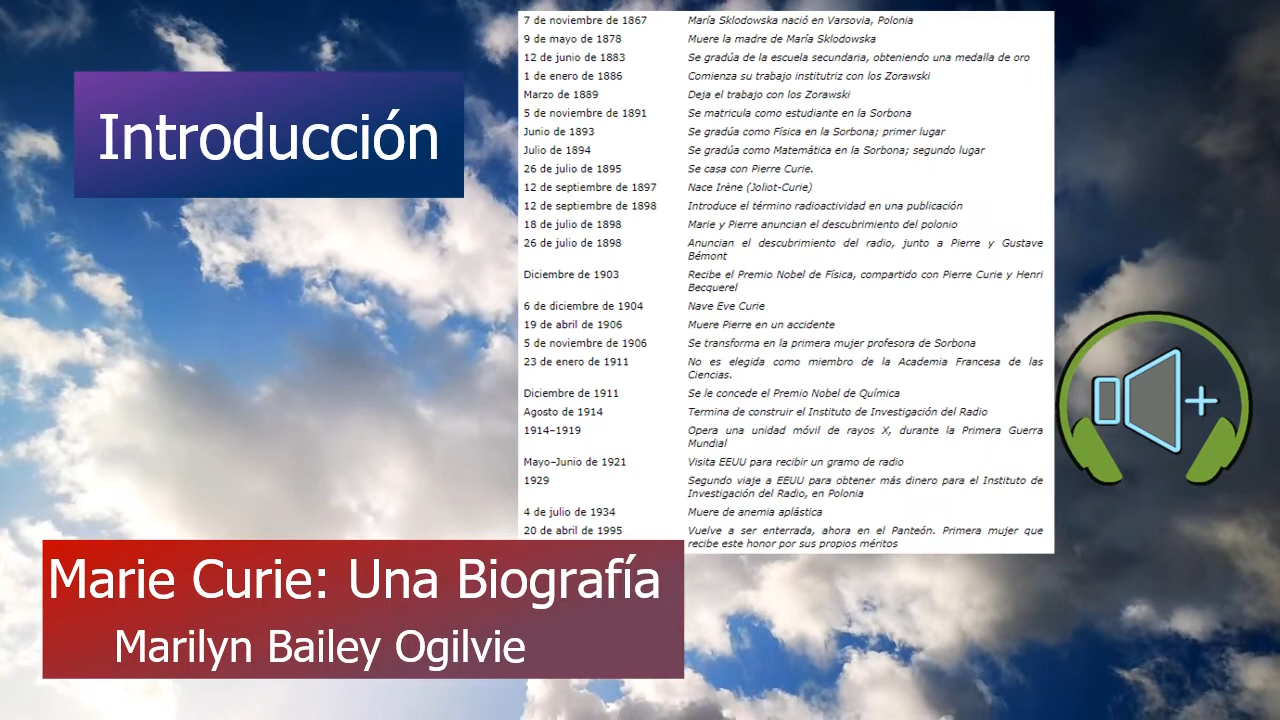 Introducción
7 de noviembre de 1867 María Sklodowska nació en Varsovia, Polonia
9 de mayo de 1878 Muere la madre de María Sklodowska
12 de junio de 1883 Se gradúa de la escuela secundaria, obteniendo una medalla de oro
1 de enero de 1886 Comienza su trabajo institutriz con los Zorawski
Marzo de 1889 Deja el trabajo con los Zorawski
5 de noviembre de 1891 Se matricula como estudiante en la Sorbona
Junio de 1893 Se gradúa como Física en la Sorbona; primer lugar
Julio de 1894 Se gradúa como Matemática en la Sorbona; segundo lugar
26 de julio de 1895 Se casa con Pierre Curie.
12 de septiembre de 1897 Nace Irène (Joliot-Curie)
12 de septiembre de 1898 Introduce el término radioactividad en una publicación
18 de julio de 1898 Marie y Pierre anuncian el descubrimiento del polonio
26 de julio de 1898 Anuncian el descubrimiento del radio, junto a Pierre y Gustave
Bémont
Diciembre de 1903 Recibe el Premio Nobel de Física, compartido con Pierre Curie y Henri
Becquerel
6 de diciembre de 1904 Nave Eve Curie
19 de abril de 1906 Muere Pierre en un accidente
5 de noviembre de 1906 Se transforma en la primera mujer profesora de Sorbona
23 de enero de 1911 No es elegida como miembro de la Academia Francesa de las
Ciencias.
Diciembre de 1911 Se le concede el Premio Nobel de Química
Agosto de 1914 Termina de construir el Instituto de Investigación del Radio
1914–1919 Opera una unidad móvil de rayos X, durante la Primera Guerra
Mundial
Mayo–Junio de 1921 Visita EEUU para recibir un gramo de radio
1929 Segundo viaje a EEUU para obtener más dinero para el Instituto de
Investigación del Radio, en Polonia
4 de julio de 1934 Muere de anemia aplástica
20 de abril de 1995 Vuelve a ser enterrada, ahora en el Panteón. Primera mujer que
recibe este honor por sus propios méritos
Marie Curie: Una Biografía
Marilyn Bailey Ogilvie